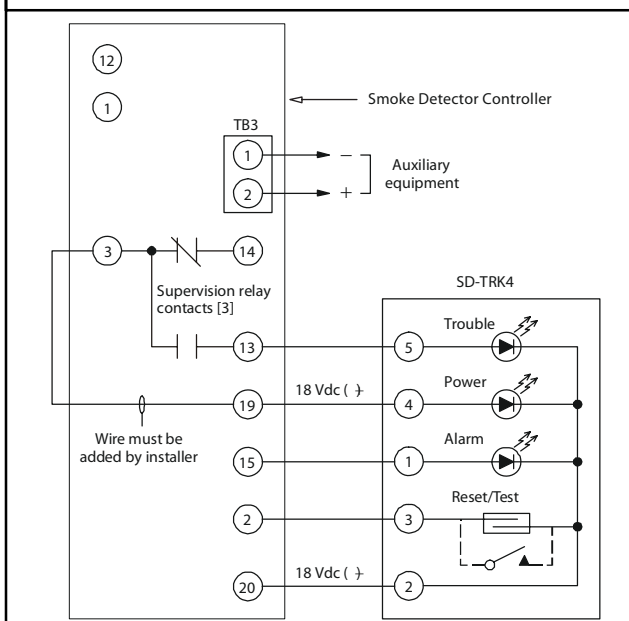 12
1
Smoke Detector Controller
TB3
1
−
Auxiliary
equipment
2
+
3
14
SD-TRK4
Supervision relay
contacts [3]
Trouble
13
5
Power
19
18 Vdc (+)
4
Wire must be
added by installer
Alarm
15
1
Reset/Test
2
3
18 Vdc (+)
20
2